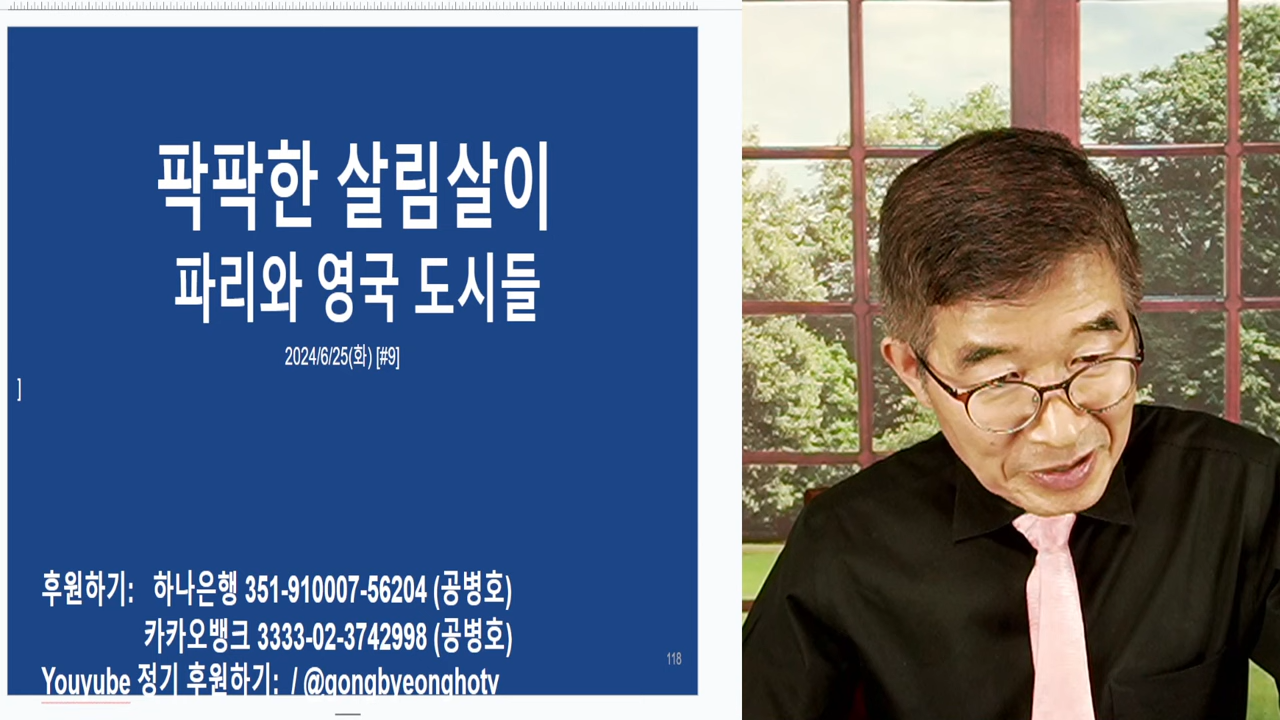 팍팍한 살림살이
파리와 영국 도시들
2024/6/25(화) [#9]
]
후원하기: 하나은행 351-910007-56204 (공병호)
카카오뱅크 3333-02-3742998 (공병호)
118
Youyube 정기 후원하기: / @gongbyeonghotv